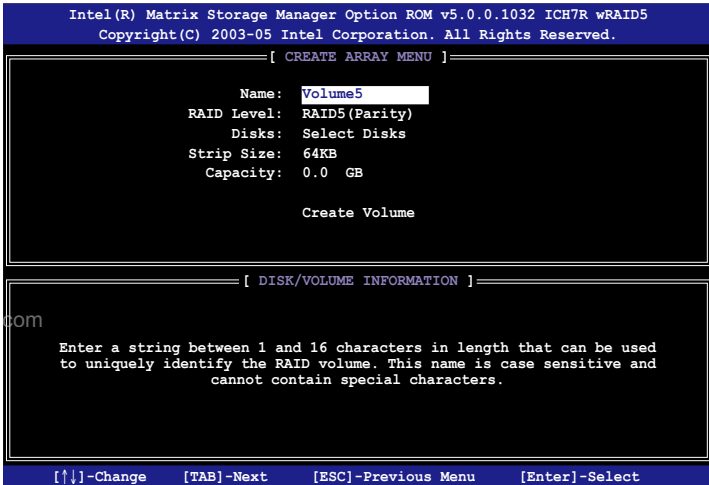 Intel(R) Matrix Storage Manager Option ROM v5.0.0.1032 ICH7R wRAID5
Copyright(C) 2003-05 Intel Corporation. All Rights Reserved.
[ CREATE ARRAY MENU ]
Name: Volume5
RAID Level: RAID5(Parity)
Disks: Select Disks
Strip Size: 64KB
Capacity: 0.0 GB
Create Volume
[ DISK/VOLUME INFORMATION ]
com
Enter a string between 1 and 16 characters in length that can be used
to uniquely identify the RAID volume. This name is case sensitive and
cannot contain special characters.
[↑↓]-Change [TAB]-Next [ESC]-Previous Menu [Enter]-Select